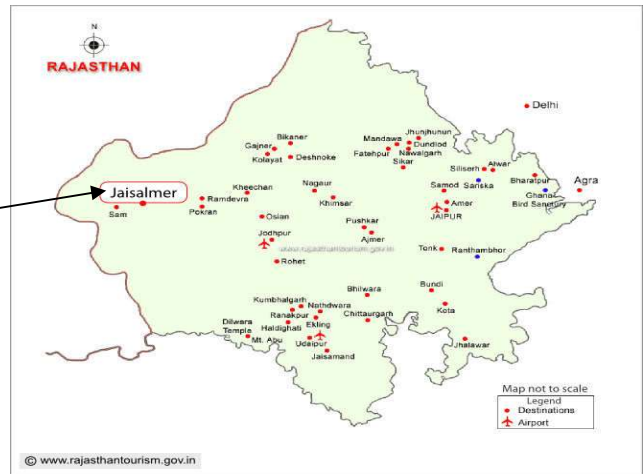 N
RAJASTHAN
Delhi
Jhunjhunun
Mandawa
Dundlod
Bikaner
Gajner
Fatehpur
Nawalgarh
Kolayat
Deshnoke
Sikar
Siliserh
Alwar
Bharatpur
Sariska
Agra
Jaisalmer
Kheechan
Nagaur
Samod
Ghana
Bird Sanctury
Ramdevra
Khimsar
Amer
Sam
Pokran
JAIPUR
Osian
Pushkar
Jodhpur
Ajmer
www.rajasthantourism.gov.in
Tonk
Ranthambhor
Rohet
Bhilwara
Bundi
Kumbhalgarh
Nathdwara
Kota
Ranakpur
Chittaurgarh
Dilwara
Temple
Haldighati
Ekling
Mt. Abu
Udaipur
Jhalawar
Jaisamand
Map not to scale
Legend
Destinations
Airport
© www.rajasthantourism.gov.in